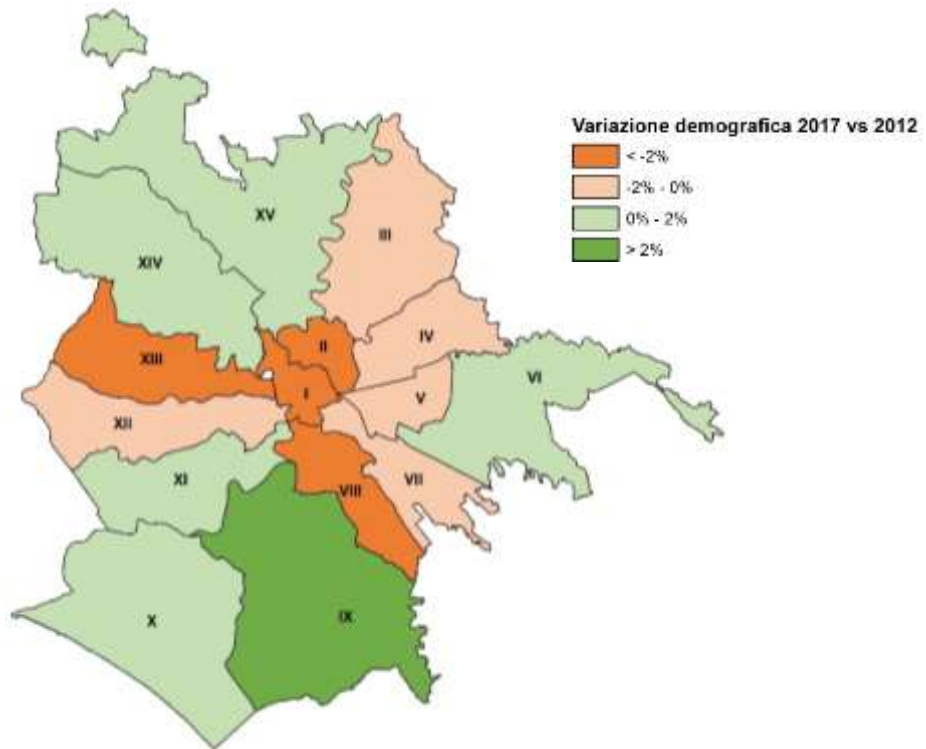 Variazione demografica 2017 vs 2012
< -2%
-2% - 0%
0% - 2%
> 2%
XV
III
XIV
II
IV
XIII
VI
I
V
XII
XI
VIII
VII
X
IX